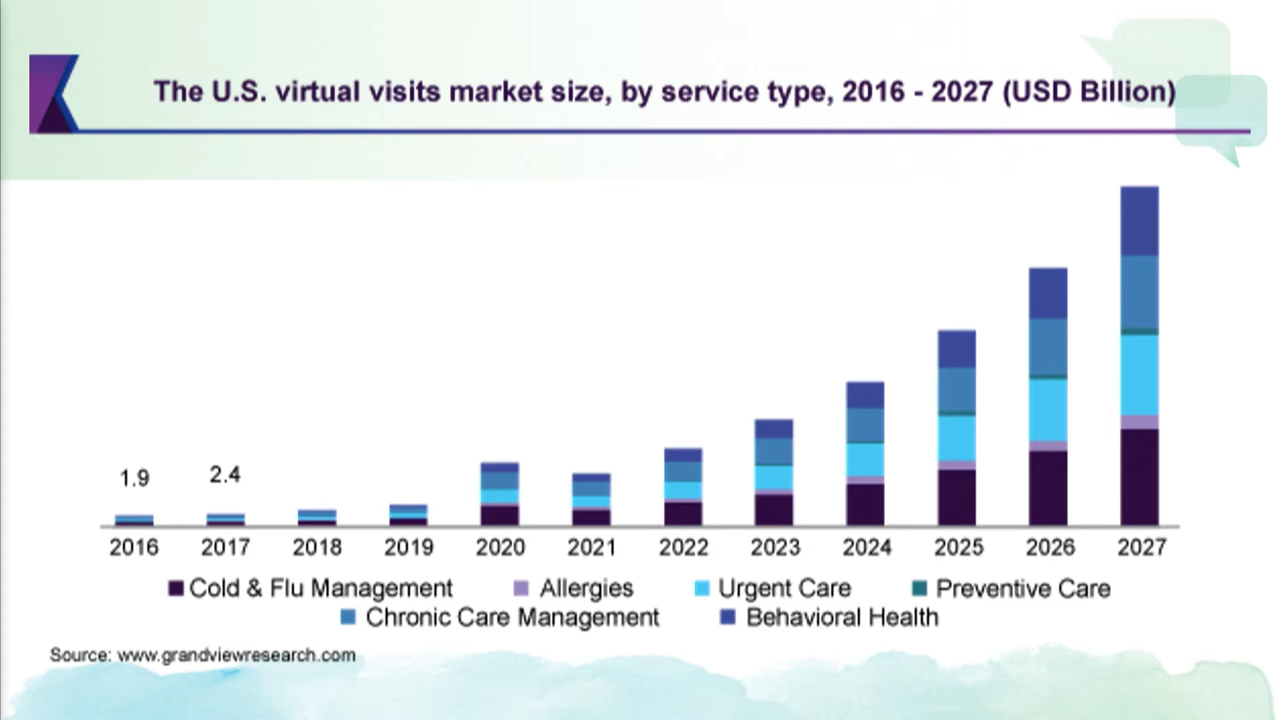 The U.S. virtual visits market size, by service type, 2016 - 2027 (USD Billion)
1.9 2.4
2016 2017 2018 2019 2020 2021 2022 2023 2024 2025 2026 2027
Cold & Flu Management Allergies Urgent Care Preventive Care
Chronic Care Management Behavioral Health
Source: www.grandviewresearch.com